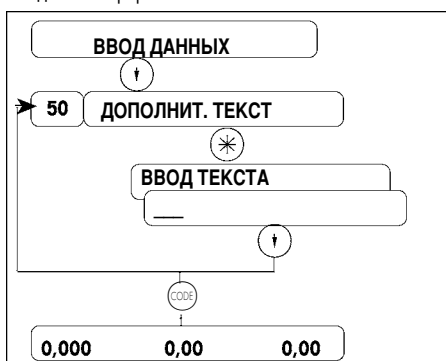 ВВОД ДАННЫХ
50 ДОПОЛНИТ. ТЕКСТ
ВВОД ТЕКСТА
CODE
0,000 0,00 0,00